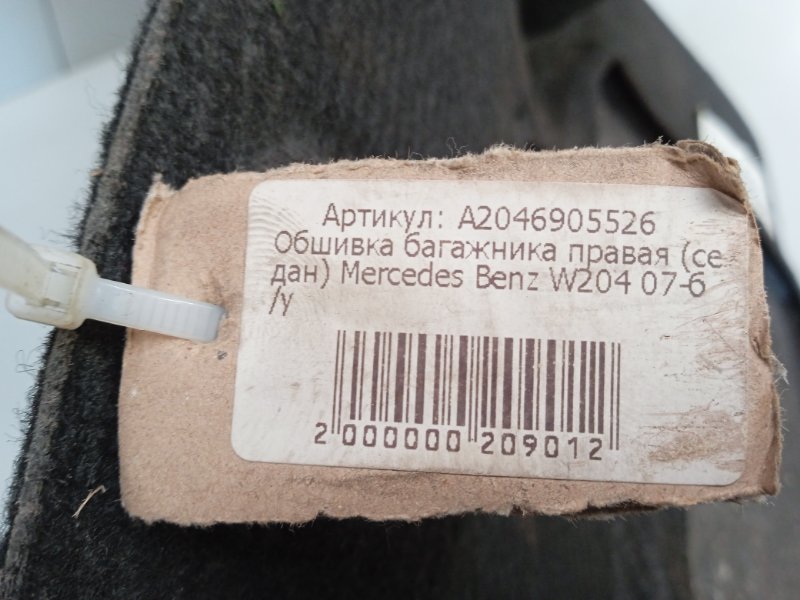 Артикул: A2046905526
Обшивка багажника правая (се
дан) Mercedes Benz W204 07-б
/у
2 000000 209012